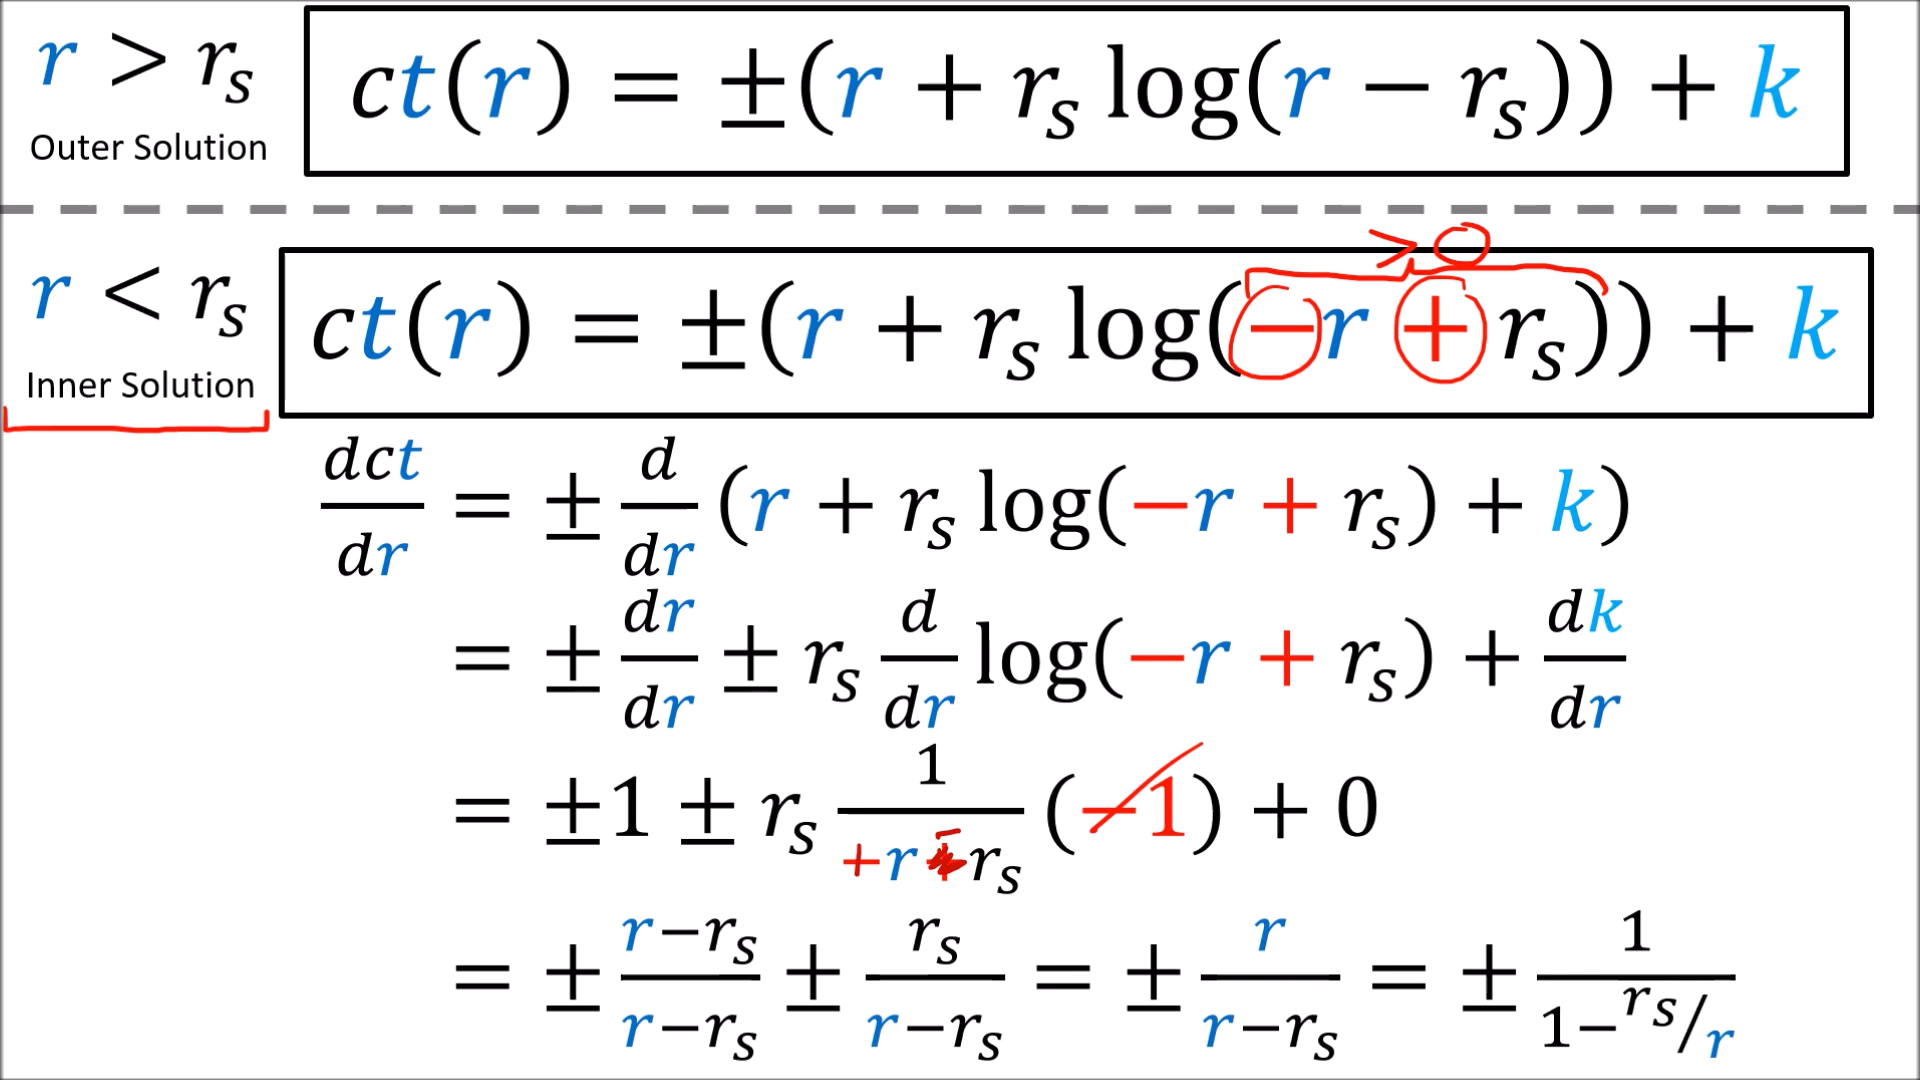 r > r_s
ct(r) = ±(r + r_s log(r − r_s)) + k
Outer Solution
> 0
r < r_s
ct(r) = ±(r + r_s log(−r + r_s)) + k
Inner Solution
dct/dr = ± d/dr (r + r_s log(−r + r_s) + k)
= ± dr/dr ± r_s d/dr log(−r + r_s) + dk/dr
= ±1 ± r_s 1/(+r − r_s) (−1) + 0
= ± (r−r_s)/(r−r_s) ± r_s/(r−r_s) = ± r/(r−r_s) = ± 1/(1−r_s/r)